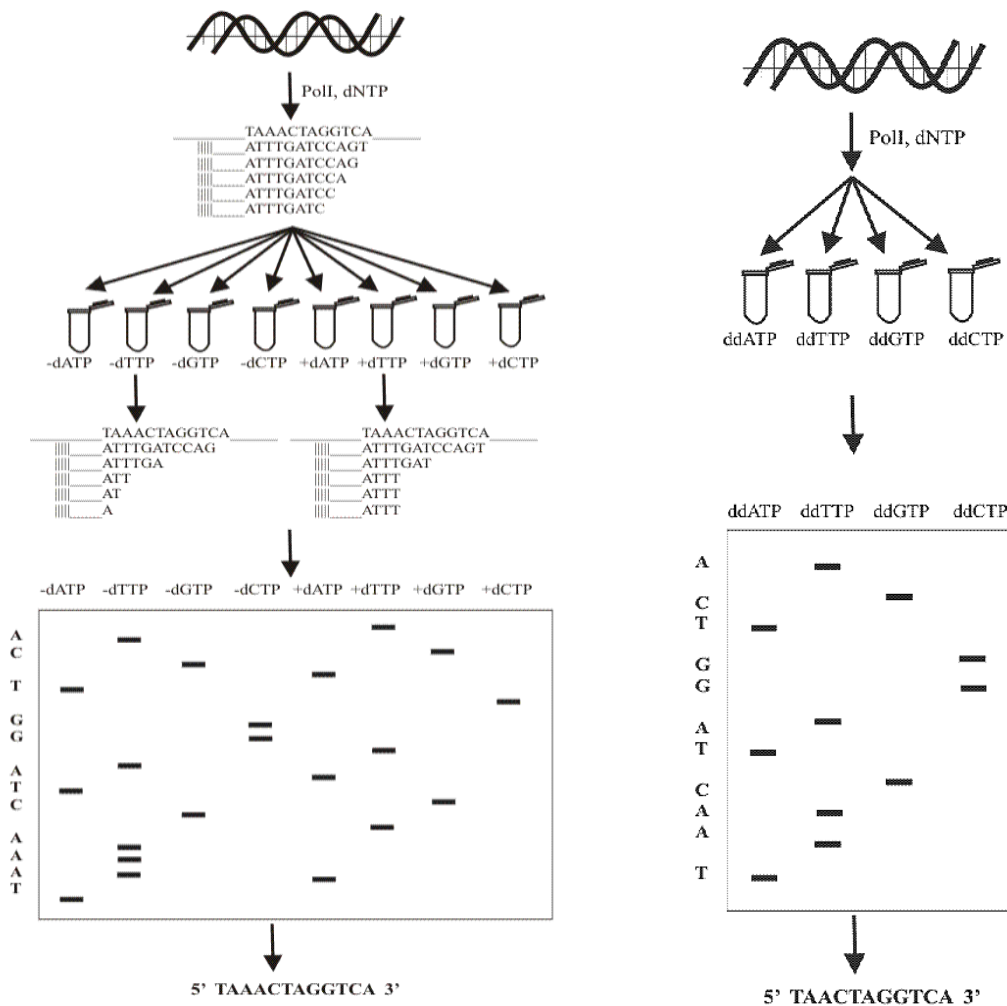 PolI, dNTP
TAAACTAGGTCA
ATTTGATCCAGT
ATTTGATCCAG
ATTTGATCCA
ATTTGATCC
ATTTGATC
-dATP -dTTP -dGTP -dCTP +dATP +dTTP +dGTP +dCTP
TAAACTAGGTCA
ATTTGATCCAG
ATTTGA
ATT
AT
A
TAAACTAGGTCA
ATTTGATCCAGT
ATTTGAT
ATTT
ATTT
ATTT
-dATP -dTTP -dGTP -dCTP +dATP +dTTP +dGTP +dCTP
A
C
T
G
G
A
T
C
A
A
A
T
5' TAAACTAGGTCA 3'
PolI, dNTP
ddATP ddTTP ddGTP ddCTP
ddATP ddTTP ddGTP ddCTP
A
C
T
G
G
A
T
C
A
A
T
5' TAACTAGGTCA 3'